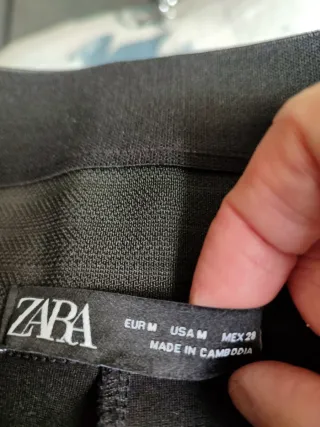 ZARA
EUR M USA M MEX 28
MADE IN CAMBODIA